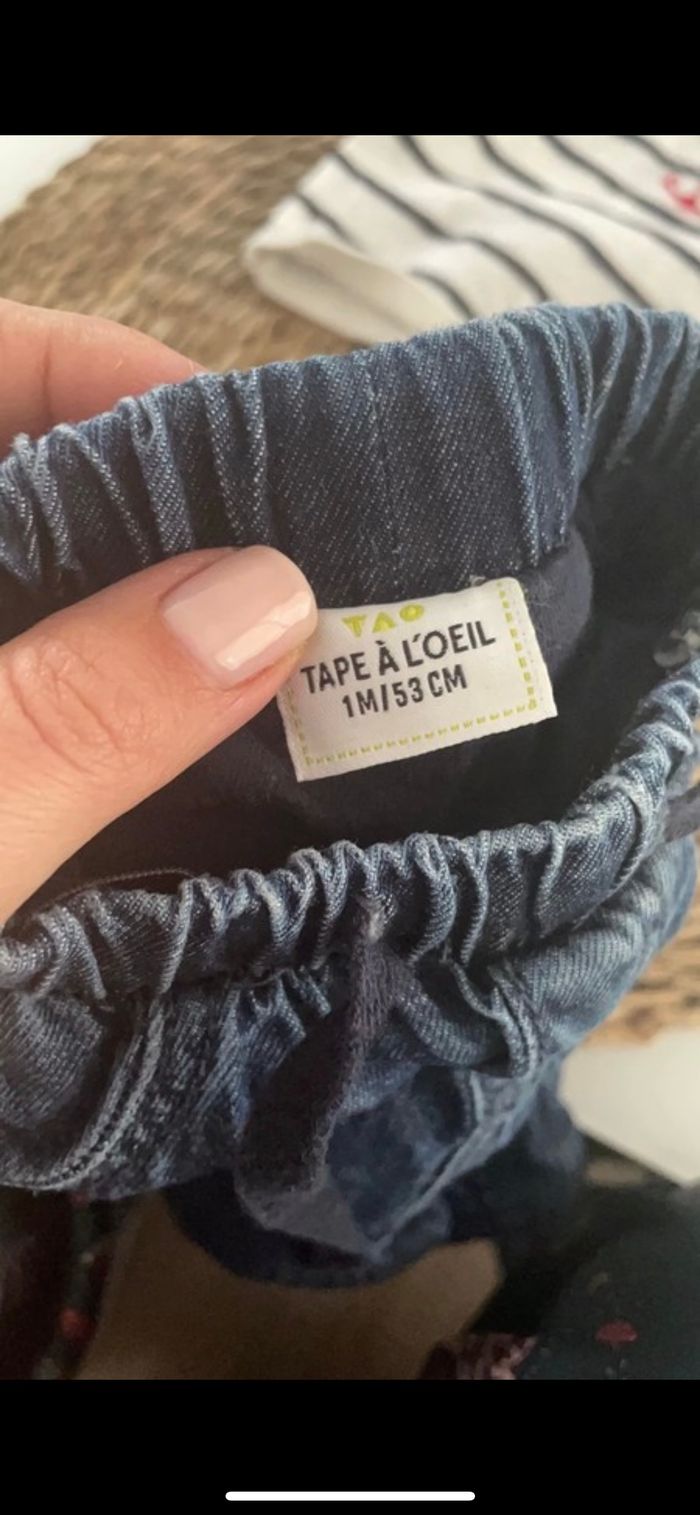 TAO
TAPE À L'OEIL
1M/53 CM